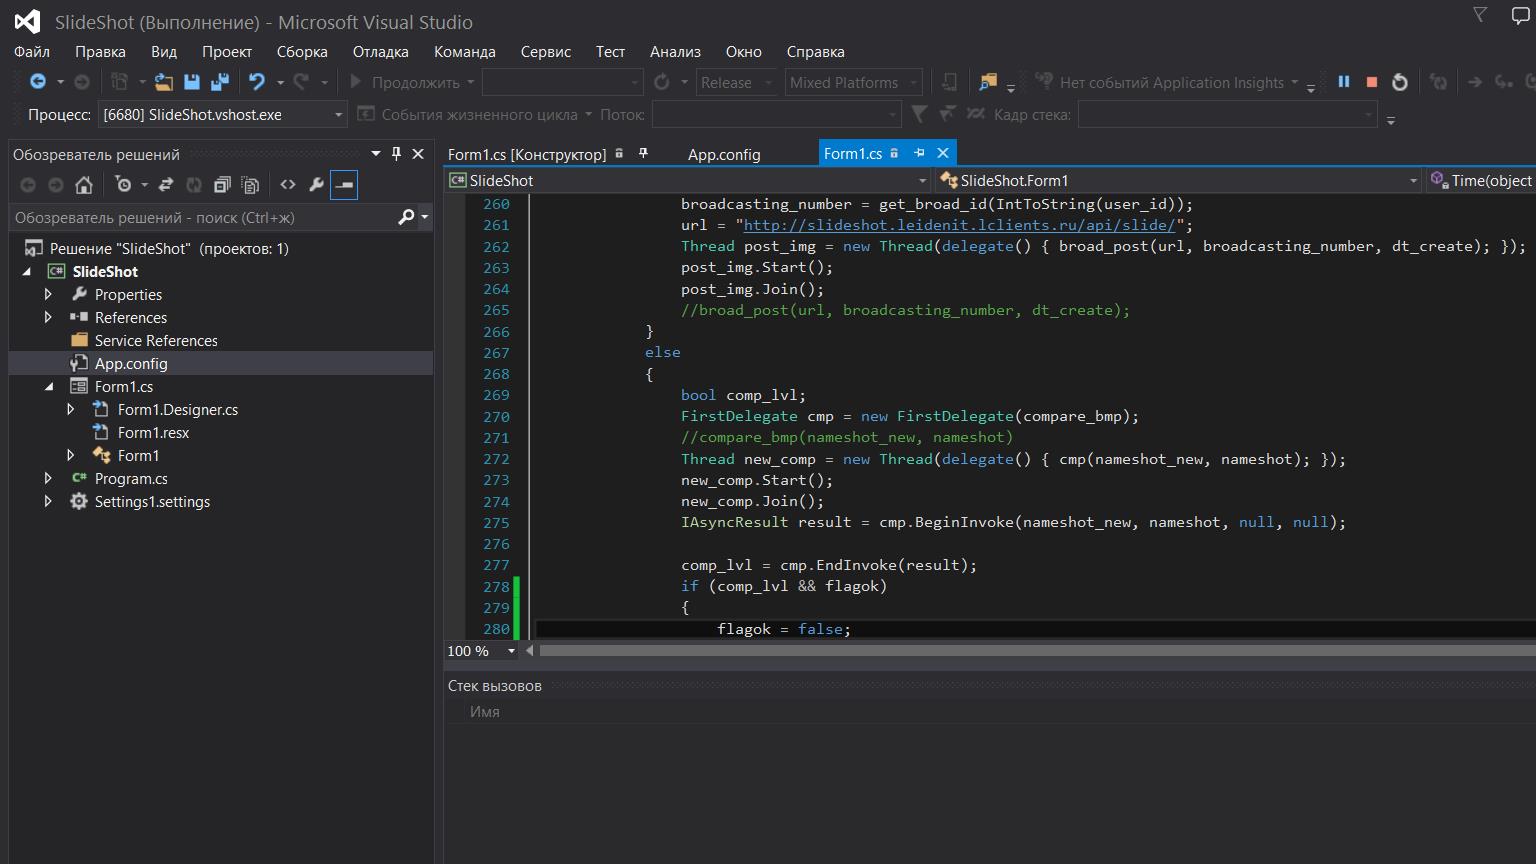 SlideShot (Выполнение) - Microsoft Visual Studio
Файл Правка Вид Проект Сборка Отладка Команда Сервис Тест Анализ Окно Справка
Продолжить Release Mixed Platforms Нет событий Application Insights
Процесс: [6680] SlideShot.vshost.exe События жизненного цикла Поток: Кадр стека:
Обозреватель решений
Обозреватель решений - поиск (Ctrl+ж)
Решение "SlideShot" (проектов: 1)
C# SlideShot
Properties
References
Service References
App.config
Form1.cs
Form1.Designer.cs
Form1.resx
Form1
C# Program.cs
Settings1.settings
Form1.cs [Конструктор] App.config Form1.cs
C# SlideShot SlideShot.Form1 Time(object
260 broadcasting_number = get_broad_id(IntToString(user_id));
261 url = "http://slideshot.leidenit.lclients.ru/api/slide/";
262 Thread post_img = new Thread(delegate() { broad_post(url, broadcasting_number, dt_create); });
263 post_img.Start();
264 post_img.Join();
265 //broad_post(url, broadcasting_number, dt_create);
266 }
267 else
268 {
269 bool comp_lvl;
270 FirstDelegate cmp = new FirstDelegate(compare_bmp);
271 //compare_bmp(nameshot_new, nameshot)
272 Thread new_comp = new Thread(delegate() { cmp(nameshot_new, nameshot); });
273 new_comp.Start();
274 new_comp.Join();
275 IAsyncResult result = cmp.BeginInvoke(nameshot_new, nameshot, null, null);
276
277 comp_lvl = cmp.EndInvoke(result);
278 if (comp_lvl && flagok)
279 {
280 flagok = false;
100 %
Стек вызовов
Имя